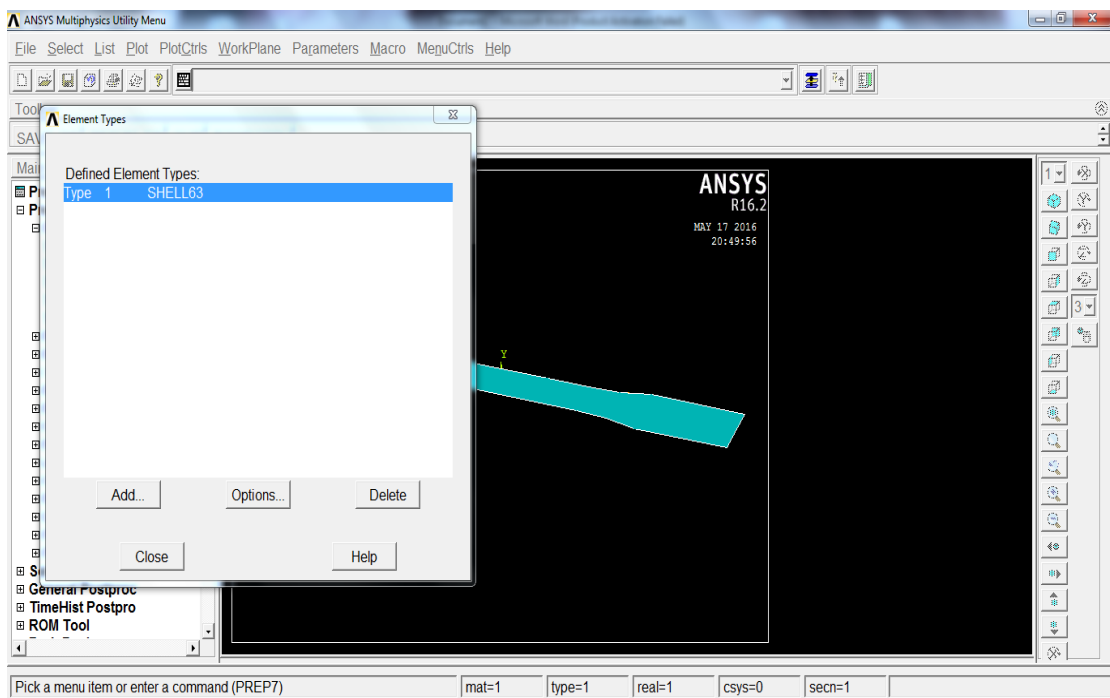 ANSYS Multiphysics Utility Menu
File Select List Plot PlotCtrls WorkPlane Parameters Macro MenuCtrls Help
Element Types
Defined Element Types:
Type 1 SHELL63
Add... Options... Delete
Close Help
ANSYS
R16.2
MAY 17 2016
20:49:56
Y
1
3
General Postproc
TimeHist Postpro
ROM Tool
Pick a menu item or enter a command (PREP7) mat=1 type=1 real=1 csys=0 secn=1